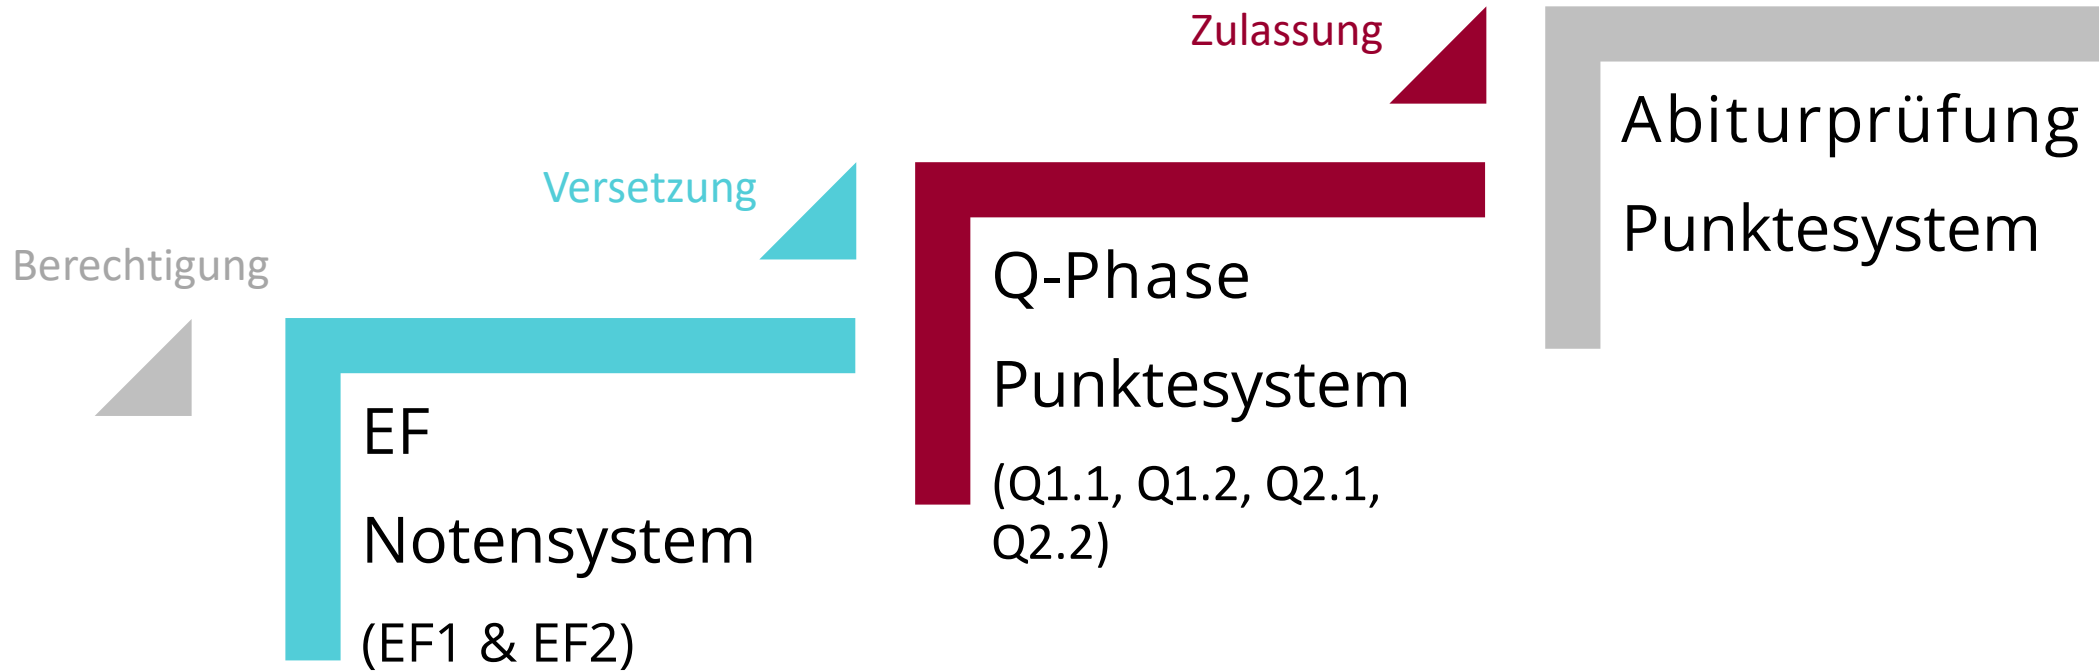 Berechtigung
EF
Notensystem
(EF1 & EF2)
Versetzung
Q-Phase
Punktesystem
(Q1.1, Q1.2, Q2.1,
Q2.2)
Zulassung
Abiturprüfung
Punktesystem